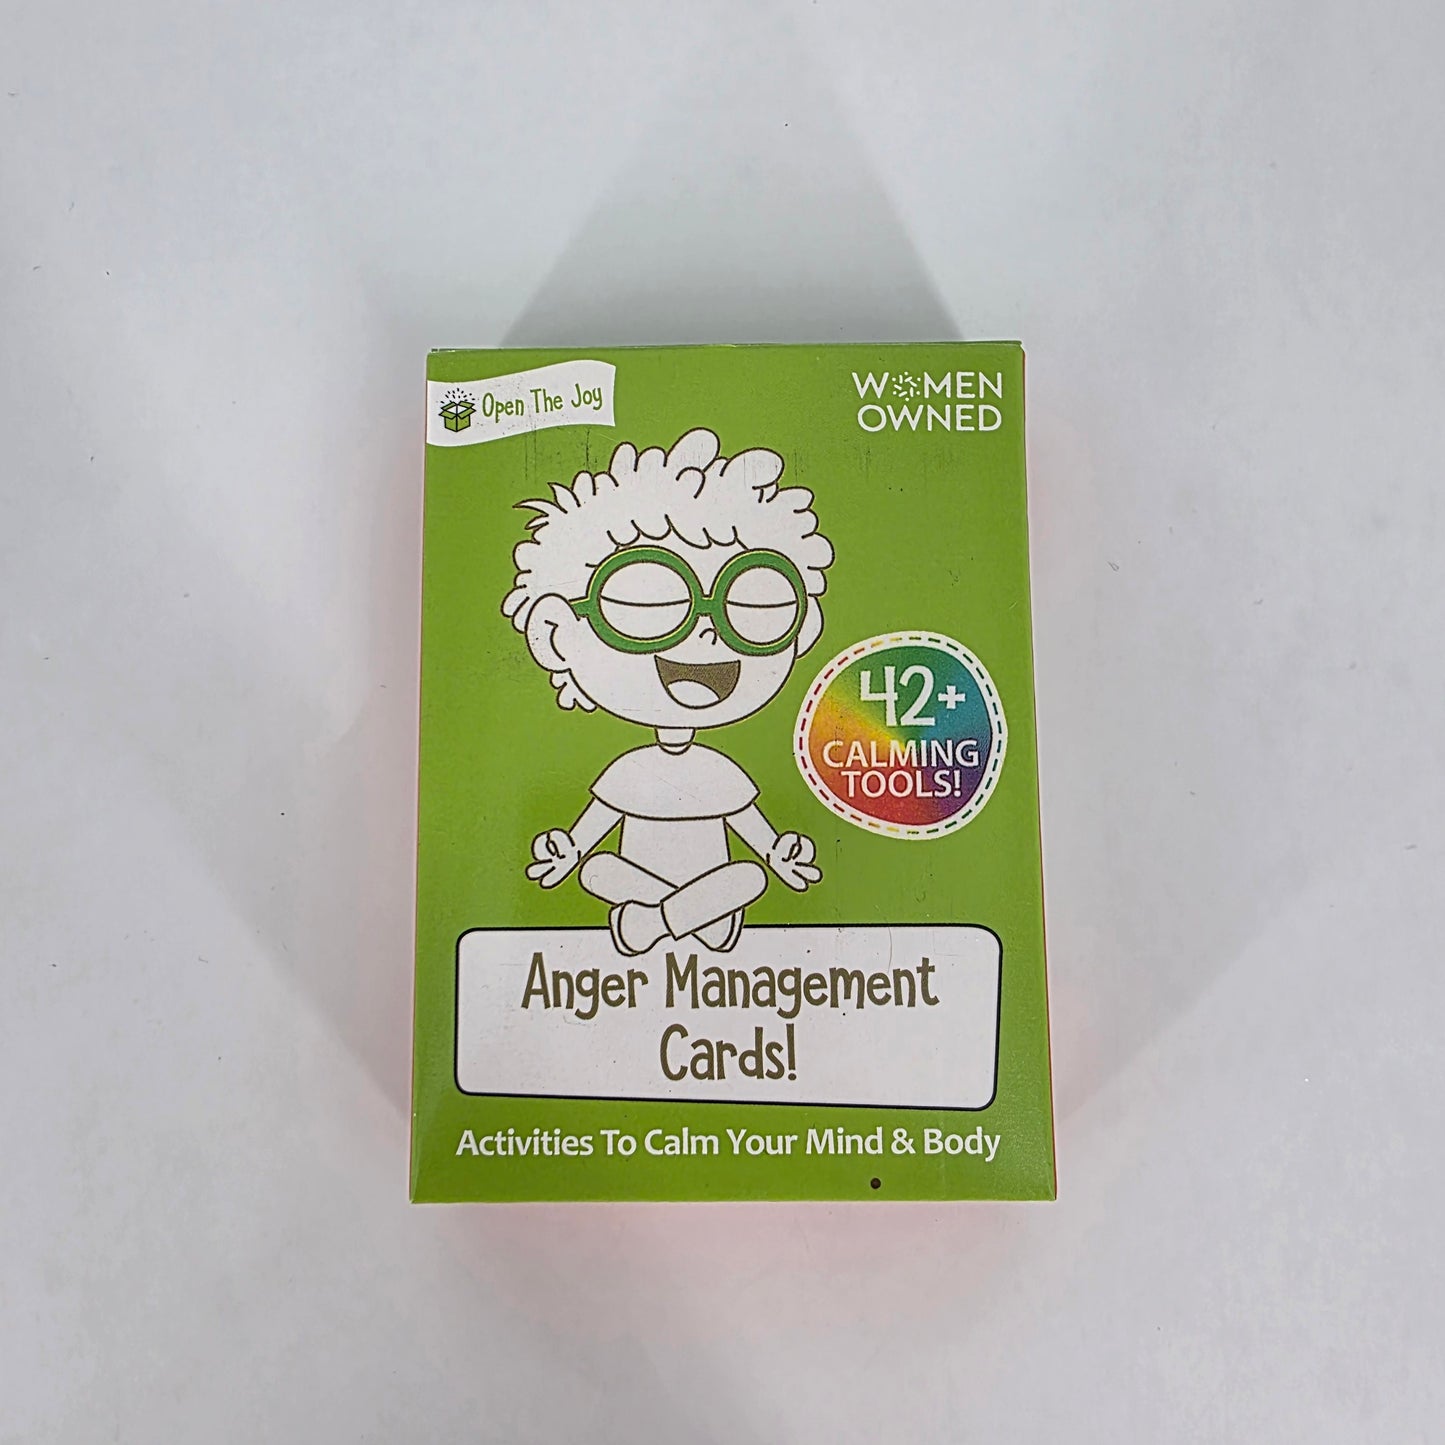 Open The Joy
WOMEN
OWNED
42+
CALMING
TOOLS!
Anger Management
Cards!
Activities To Calm Your Mind & Body